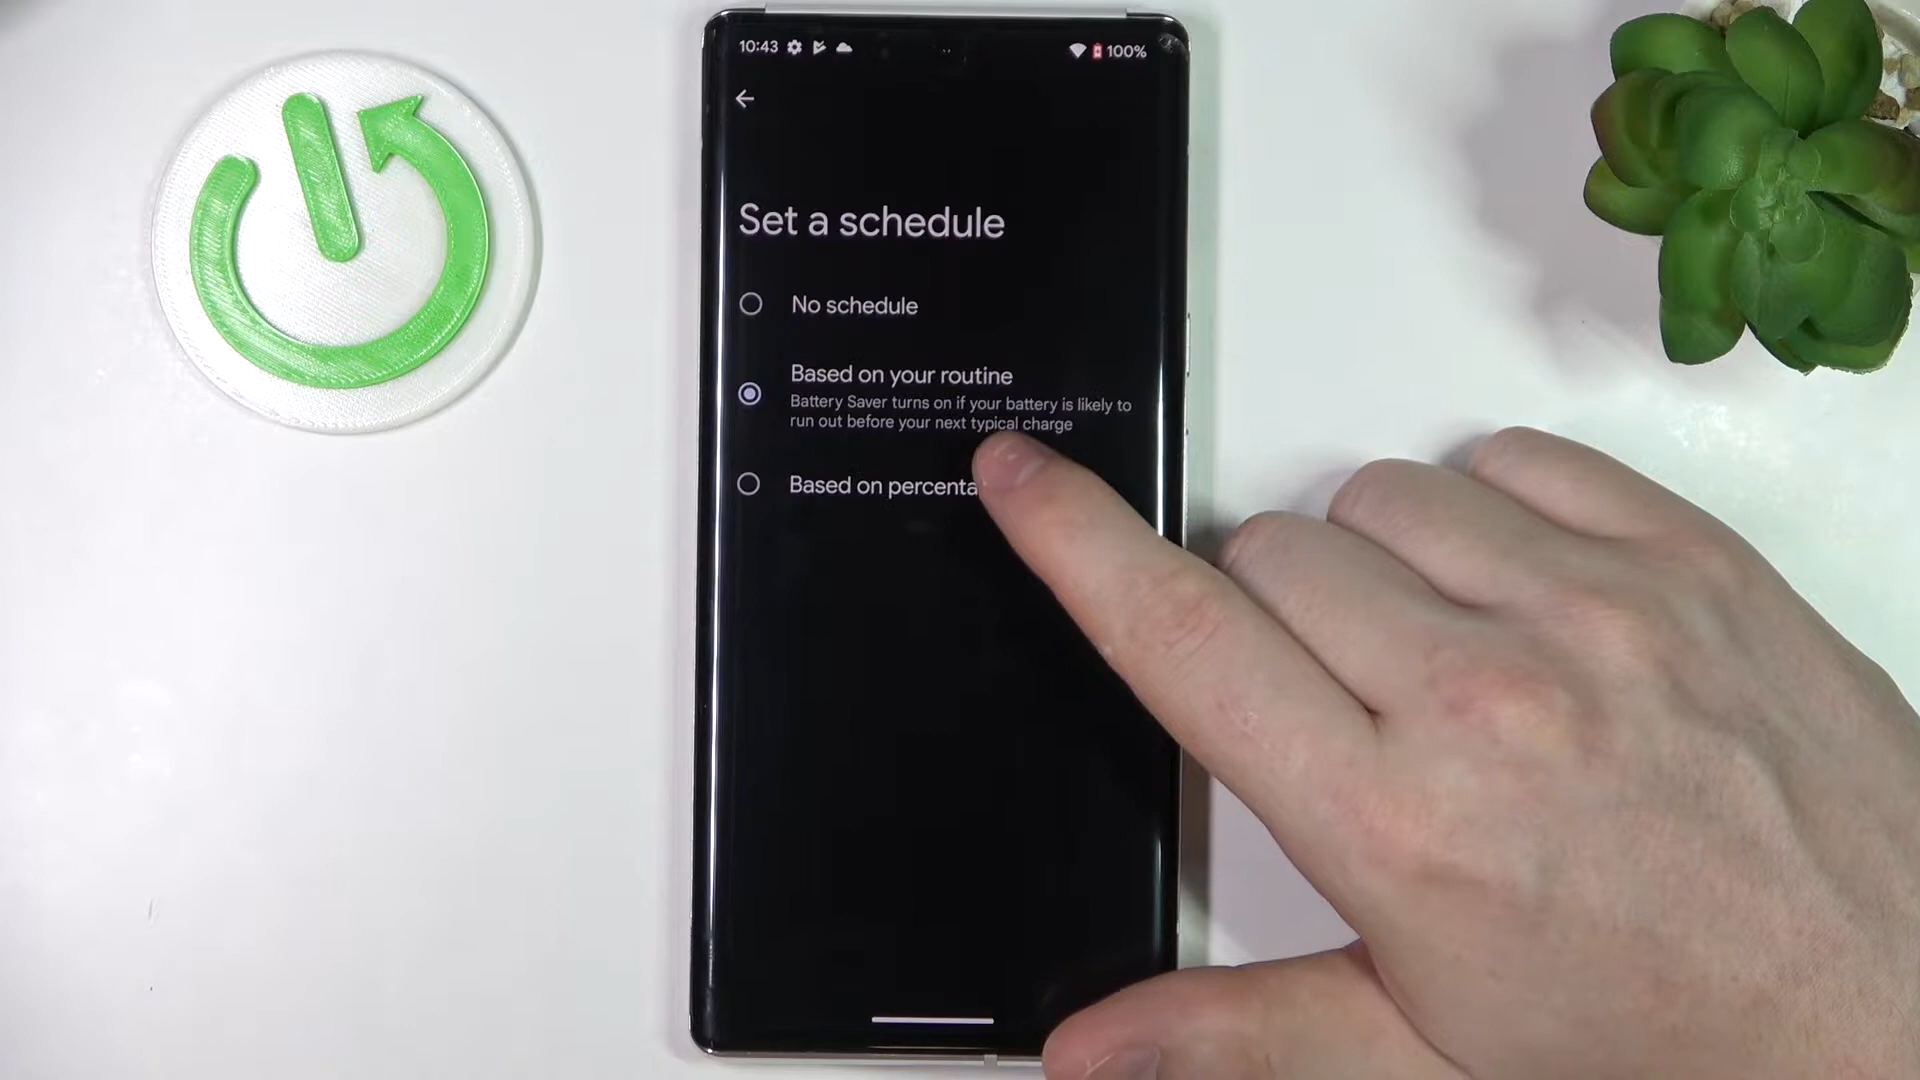 10:43 100%
Set a schedule
No schedule
Based on your routine
Battery Saver turns on if your battery is likely to
run out before your next typical charge
Based on percenta